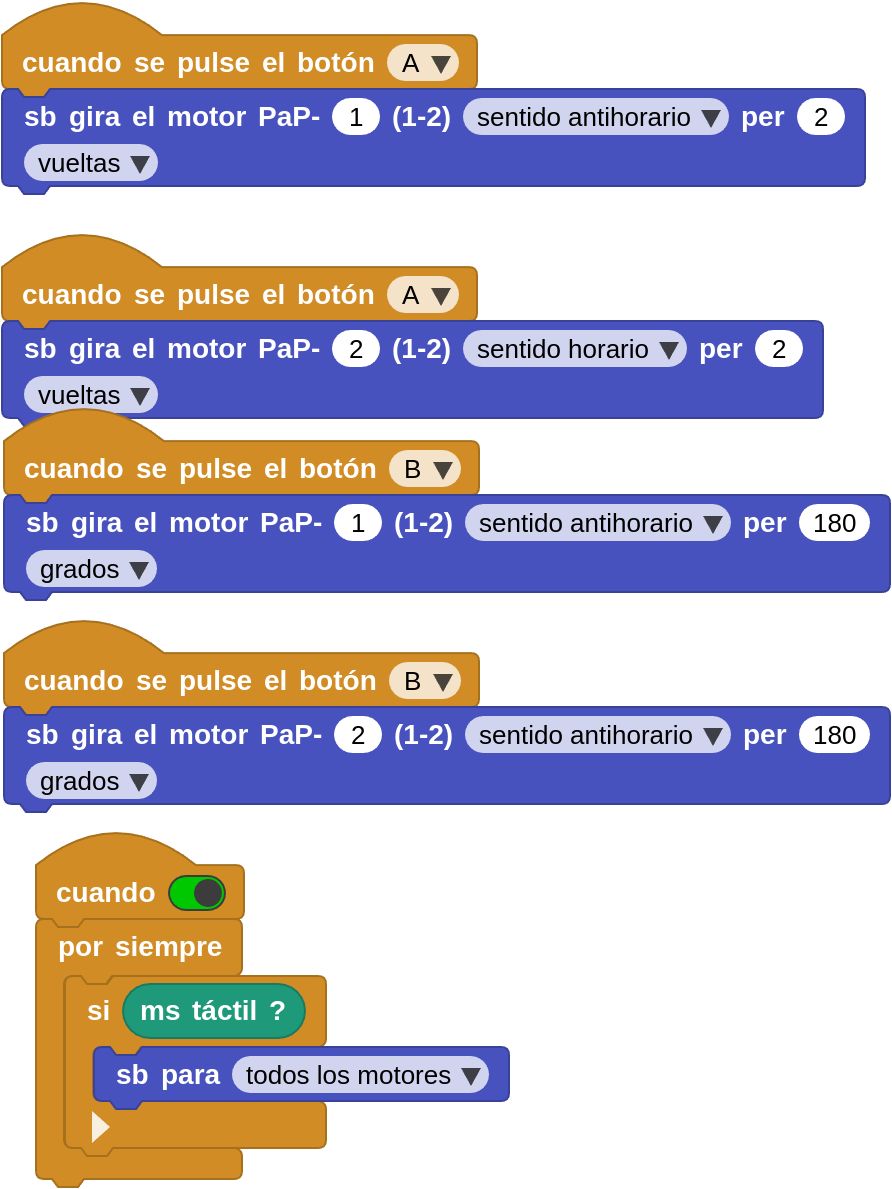 cuando se pulse el botón A
sb gira el motor PaP- 1 (1-2) sentido antihorario per 2
vueltas
cuando se pulse el botón A
sb gira el motor PaP- 2 (1-2) sentido horario per 2
vueltas
cuando se pulse el botón B
sb gira el motor PaP- 1 (1-2) sentido antihorario per 180
grados
cuando se pulse el botón B
sb gira el motor PaP- 2 (1-2) sentido antihorario per 180
grados
cuando
por siempre
si ms táctil ?
sb para todos los motores